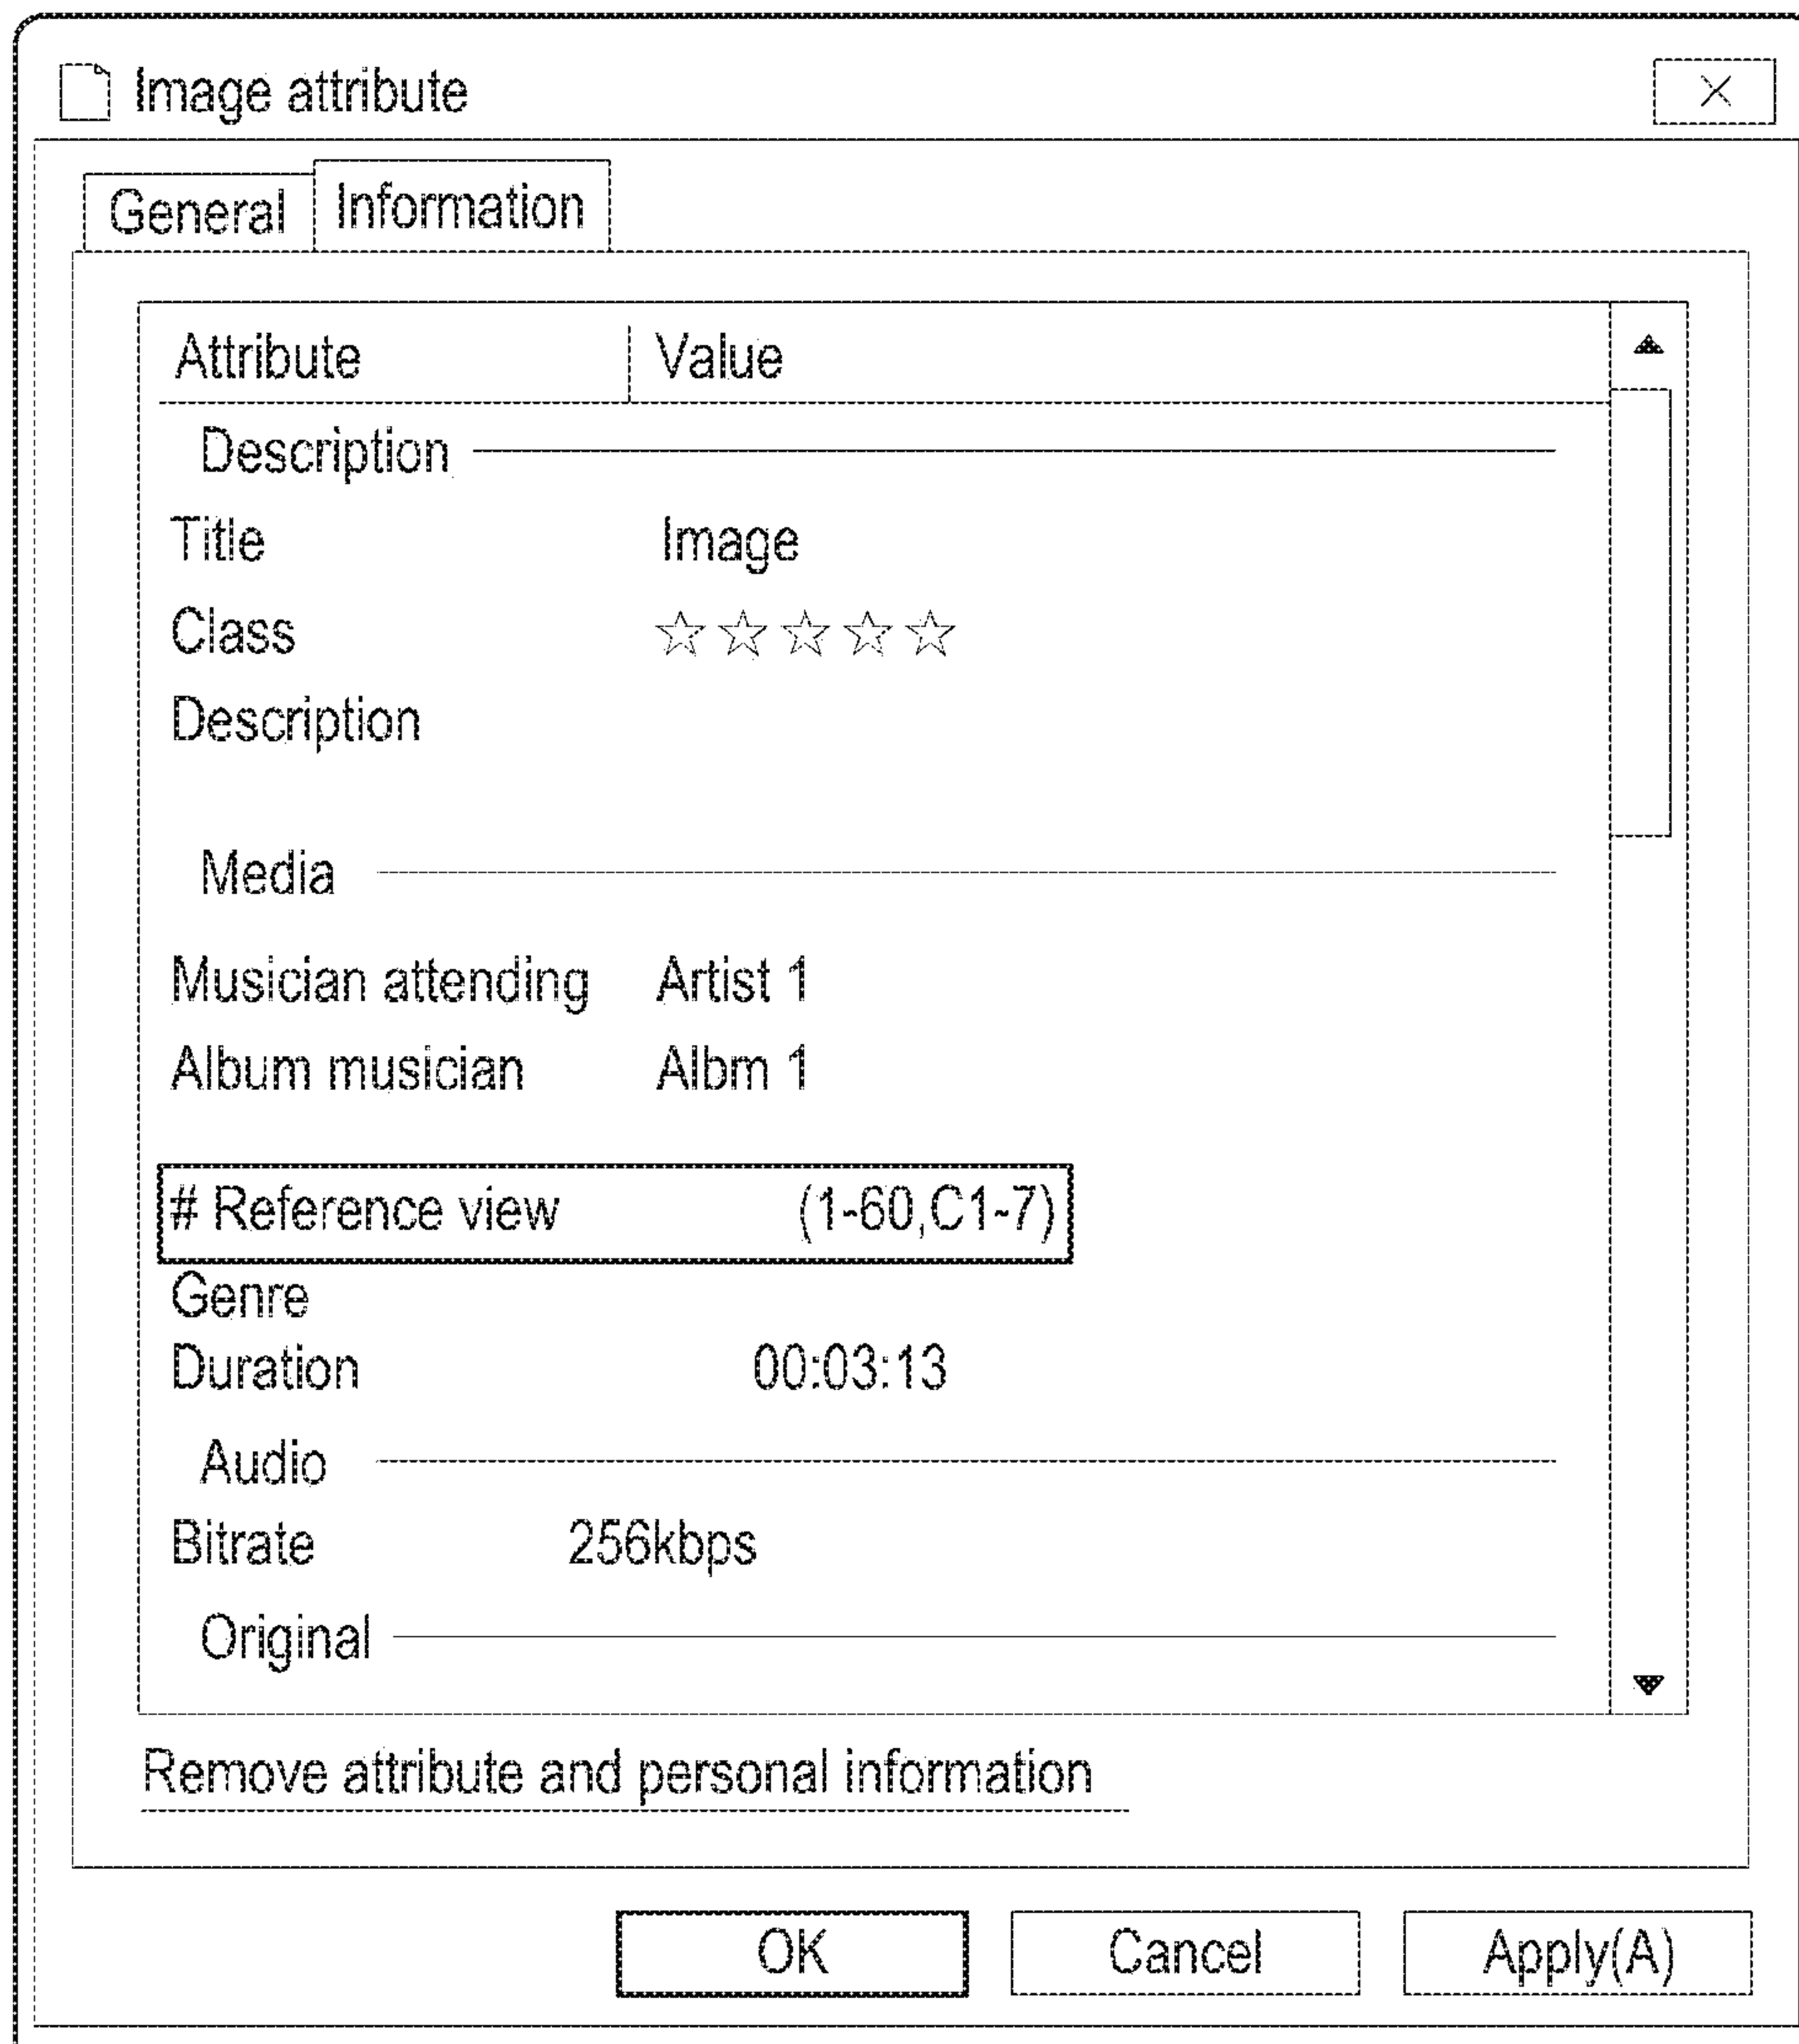 Image attribute
General Information
Attribute Value
Description
Title Image
Class ☆☆☆☆☆
Description
Media
Musician attending Artist 1
Album musician Albm 1
# Reference view (1-60,C1-7)
Genre
Duration 00:03:13
Audio
Bitrate 256kbps
Original
Remove attribute and personal information
OK Cancel Apply(A)